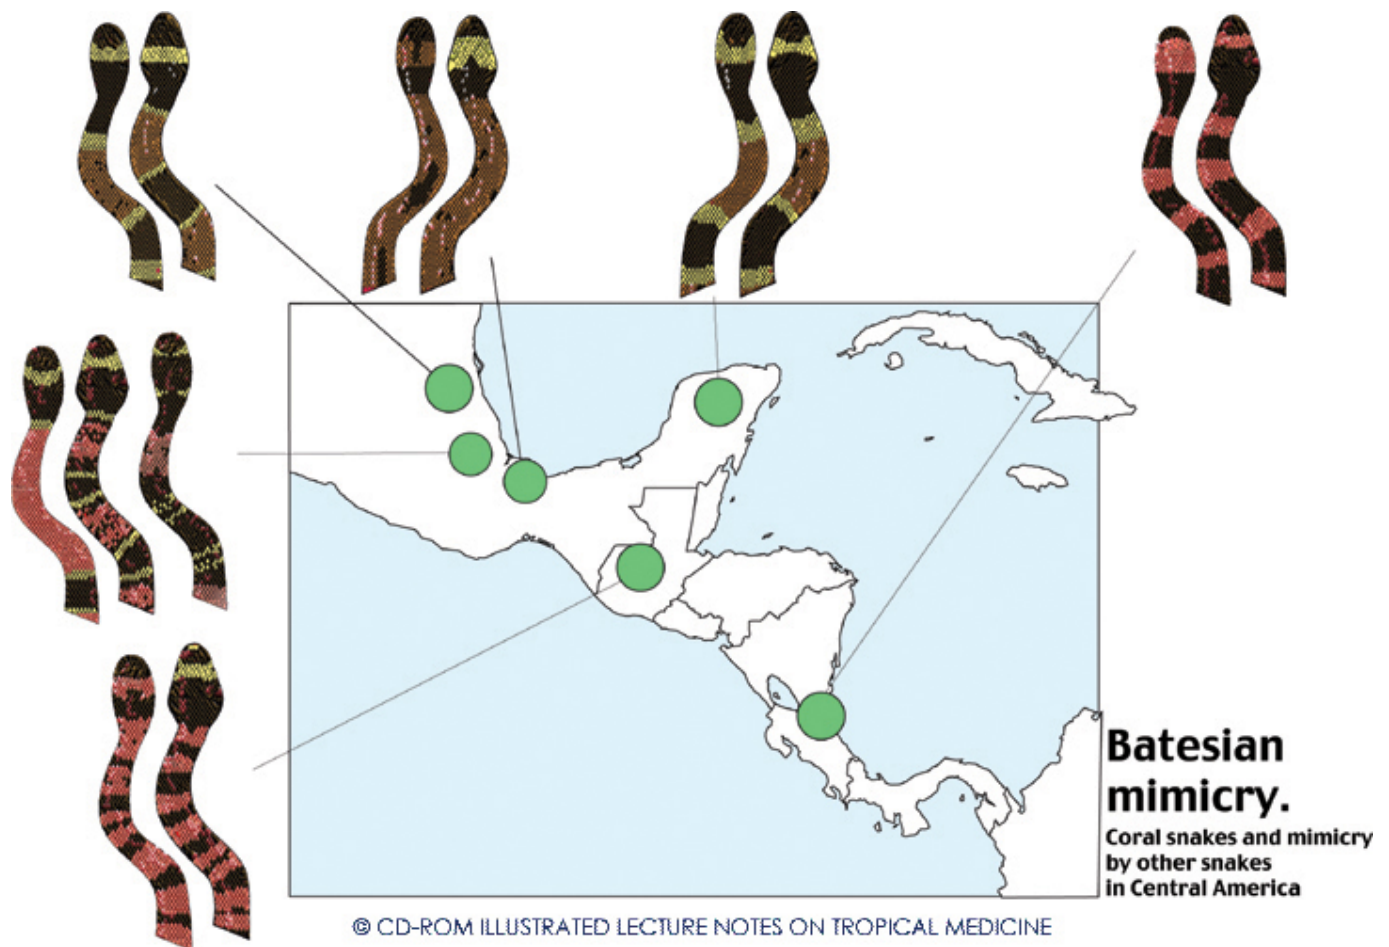 Batesian
mimicry.
Coral snakes and mimicry
by other snakes
in Central America
© CD-ROM ILLUSTRATED LECTURE NOTES ON TROPICAL MEDICINE